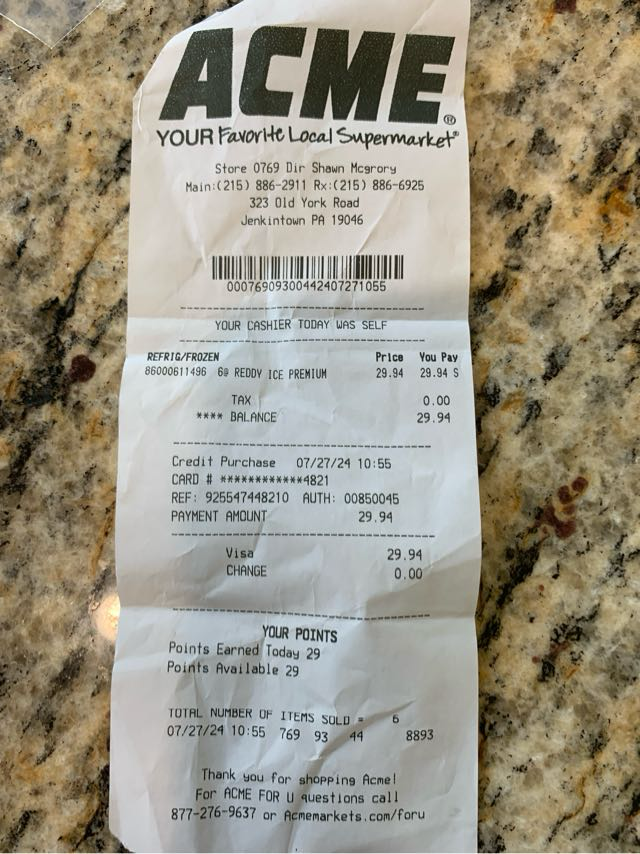 ACME®
YOUR Favorite Local Supermarket®
Store 0769 Dir Shawn Mcgrory
Main:(215) 886-2911 Rx:(215) 886-6925
323 Old York Road
Jenkintown PA 19046
00076909300442407271055
YOUR CASHIER TODAY WAS SELF
REFRIG/FROZEN Price You Pay
86000611496 6@ REDDY ICE PREMIUM 29.94 29.94 S
TAX 0.00
**** BALANCE 29.94
Credit Purchase 07/27/24 10:55
CARD # ************4821
REF: 925547448210 AUTH: 00850045
PAYMENT AMOUNT 29.94
Visa 29.94
CHANGE 0.00
YOUR POINTS
Points Earned Today 29
Points Available 29
TOTAL NUMBER OF ITEMS SOLD = 6
07/27/24 10:55 769 93 44 8893
Thank you for shopping Acme!
For ACME FOR U questions call
877-276-9637 or Acmemarkets.com/foru